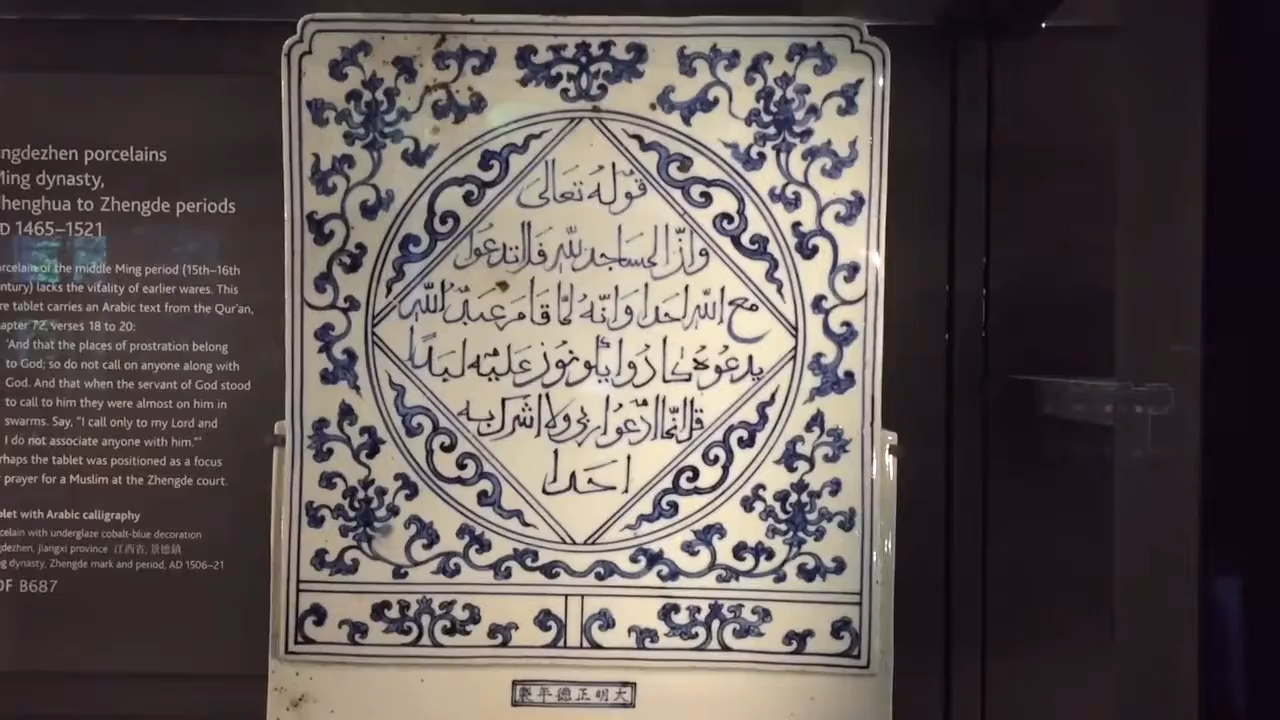 ngdezhen porcelains
Ming dynasty,
henghua to Zhengde periods
D 1465–1521
rcelain of the middle Ming period (15th–16th
ntury) lacks the vitality of earlier wares. This
re tablet carries an Arabic text from the Qur'an,
apter 72, verses 18 to 20:
'And that the places of prostration belong
to God; so do not call on anyone along with
God. And that when the servant of God stood
to call to him they were almost on him in
swarms. Say, "I call only to my Lord and
I do not associate anyone with him."'
rhaps the tablet was positioned as a focus
r prayer for a Muslim at the Zhengde court.
blet with Arabic calligraphy
rcelain with underglaze cobalt-blue decoration
gdezhen, Jiangxi province 江西省, 景德鎮
g dynasty, Zhengde mark and period, AD 1506–21
DF B687
قوله تعالى
وان المساجد لله فلا تدعوا
مع الله احدا وانه لما قام عبد الله
يدعوه كادوا يكونون عليه لبدا
قل انما ادعوا ربي ولا اشرك به
احدا
大明正德年製